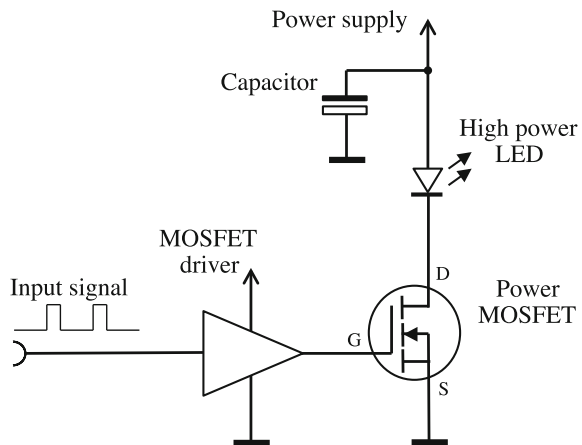 Power supply
Capacitor
High power
LED
MOSFET
driver
Input signal
D
Power
MOSFET
G
S